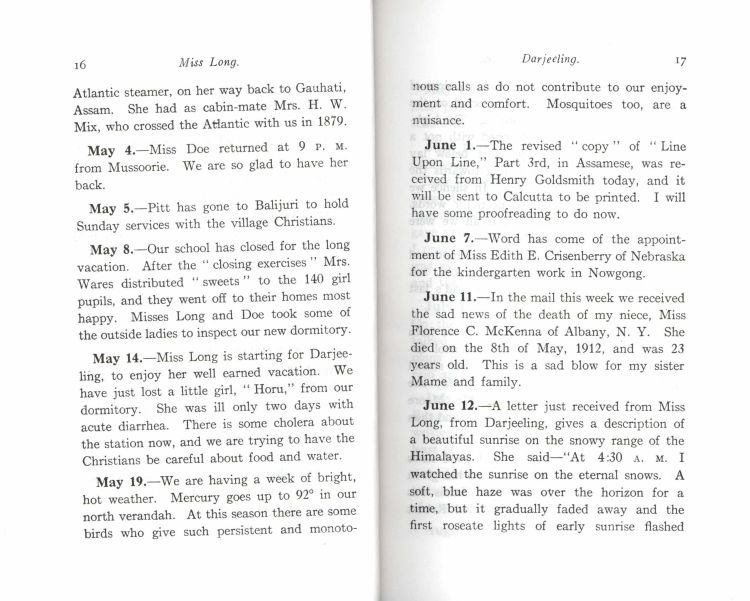 16 Miss Long.
Atlantic steamer, on her way back to Gauhati,
Assam. She had as cabin-mate Mrs. H. W.
Mix, who crossed the Atlantic with us in 1879.
May 4.—Miss Doe returned at 9 P. M.
from Mussoorie. We are so glad to have her
back.
May 5.—Pitt has gone to Balijuri to hold
Sunday services with the village Christians.
May 8.—Our school has closed for the long
vacation. After the "closing exercises" Mrs.
Wares distributed "sweets" to the 140 girl
pupils, and they went off to their homes most
happy. Misses Long and Doe took some of
the outside ladies to inspect our new dormitory.
May 14.—Miss Long is starting for Darjee-
ling, to enjoy her well earned vacation. We
have just lost a little girl, "Horu," from our
dormitory. She was ill only two days with
acute diarrhea. There is some cholera about
the station now, and we are trying to have the
Christians be careful about food and water.
May 19.—We are having a week of bright,
hot weather. Mercury goes up to 92° in our
north verandah. At this season there are some
birds who give such persistent and monoto-
Darjeeling. 17
nous calls as do not contribute to our enjoy-
ment and comfort. Mosquitoes too, are a
nuisance.
June 1.—The revised "copy" of "Line
Upon Line," Part 3rd, in Assamese, was re-
ceived from Henry Goldsmith today, and it
will be sent to Calcutta to be printed. I will
have some proofreading to do now.
June 7.—Word has come of the appoint-
ment of Miss Edith E. Crisenberry of Nebraska
for the kindergarten work in Nowgong.
June 11.—In the mail this week we received
the sad news of the death of my niece, Miss
Florence C. McKenna of Albany, N. Y. She
died on the 8th of May, 1912, and was 23
years old. This is a sad blow for my sister
Mame and family.
June 12.—A letter just received from Miss
Long, from Darjeeling, gives a description of
a beautiful sunrise on the snowy range of the
Himalayas. She said—"At 4:30 A. M. I
watched the sunrise on the eternal snows. A
soft, blue haze was over the horizon for a
time, but it gradually faded away and the
first roseate lights of early sunrise flashed